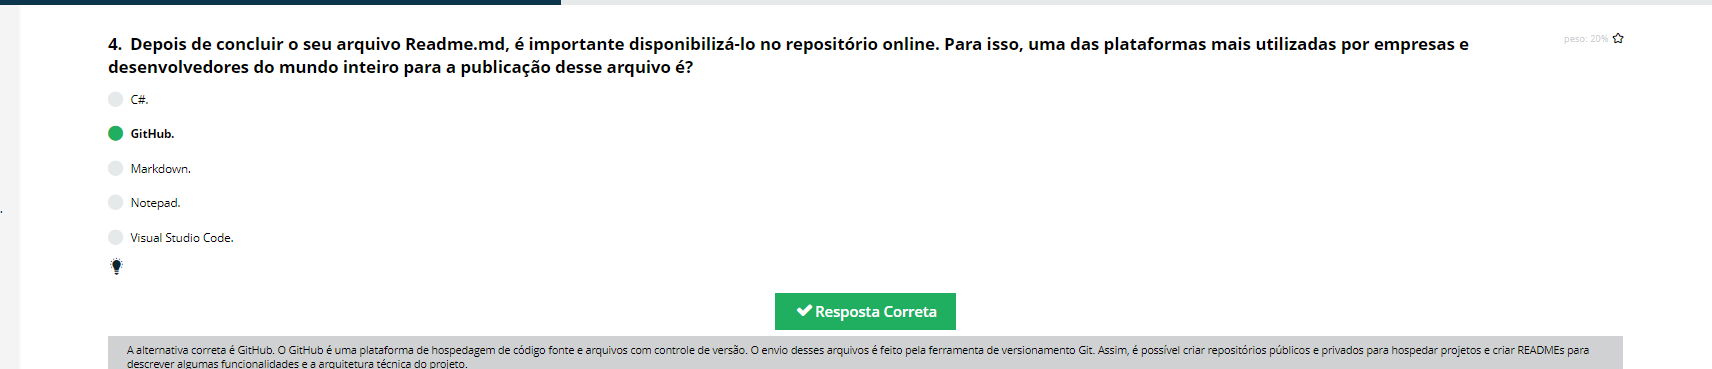 4. Depois de concluir o seu arquivo Readme.md, é importante disponibilizá-lo no repositório online. Para isso, uma das plataformas mais utilizadas por empresas e
desenvolvedores do mundo inteiro para a publicação desse arquivo é?
peso: 20%
C#.
GitHub.
Markdown.
Notepad.
Visual Studio Code.
Resposta Correta
A alternativa correta é GitHub. O GitHub é uma plataforma de hospedagem de código fonte e arquivos com controle de versão. O envio desses arquivos é feito pela ferramenta de versionamento Git. Assim, é possível criar repositórios públicos e privados para hospedar projetos e criar READMEs para
descrever algumas funcionalidades e a arquitetura técnica do projeto.